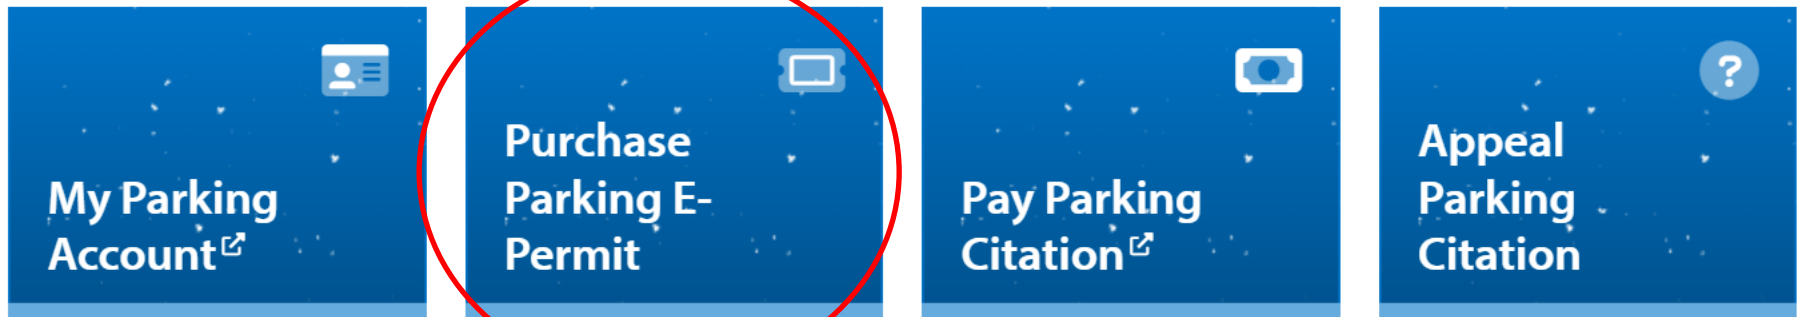 My Parking
Account
Purchase
Parking E-
Permit
Pay Parking
Citation
Appeal
Parking
Citation